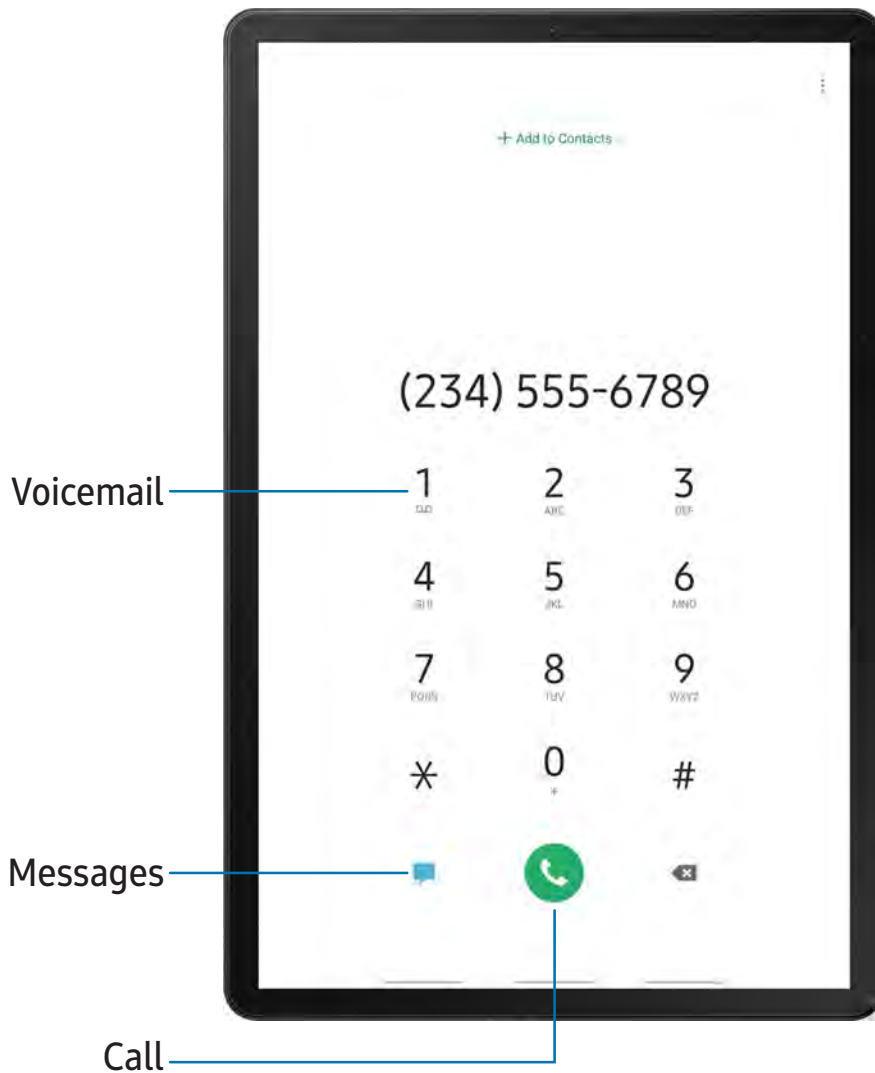 + Add to Contacts
(234) 555-6789
Voicemail
1 2 3
ABC DEF
4 5 6
GHI JKL MNO
7 8 9
PQRS TUV WXYZ
* 0 #
+
Messages
Call